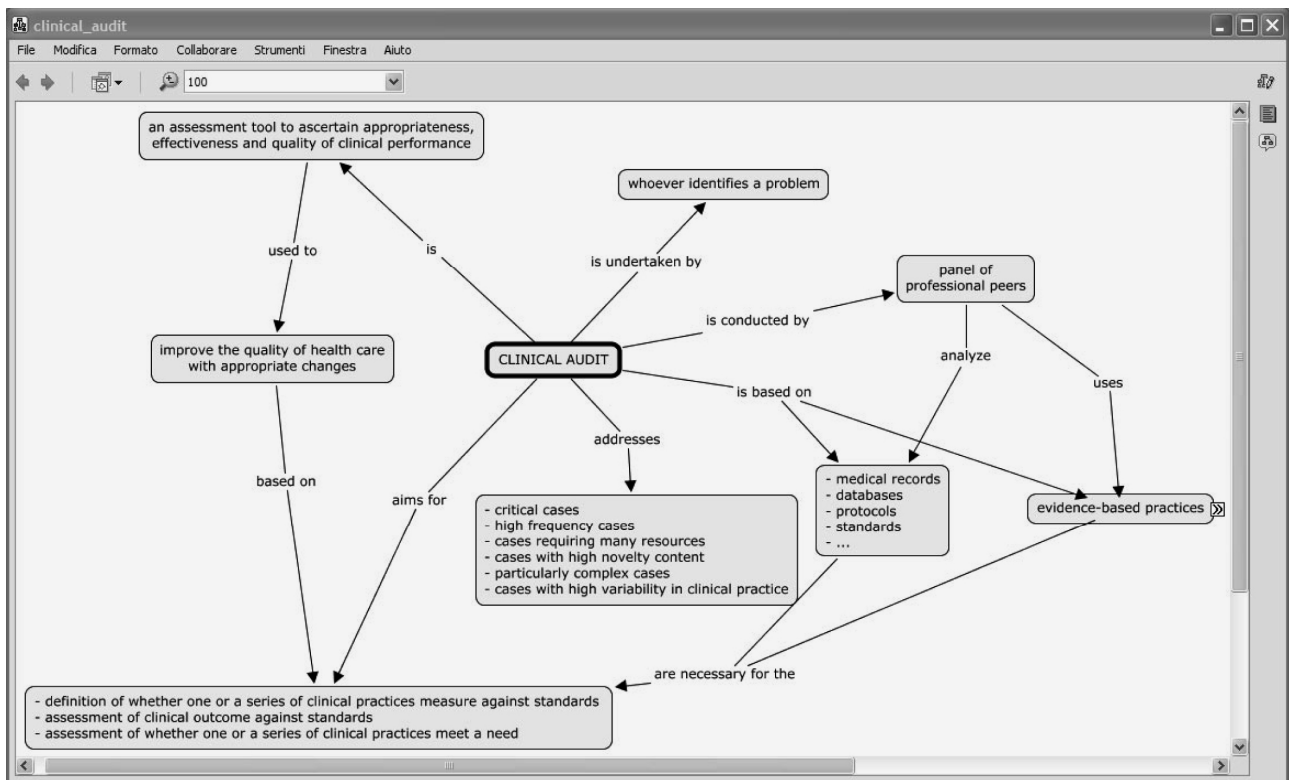 clinical_audit
File Modifica Formato Collaborare Strumenti Finestra Aiuto
100
an assessment tool to ascertain appropriateness,
effectiveness and quality of clinical performance
whoever identifies a problem
used to
is
is undertaken by
panel of
professional peers
is conducted by
improve the quality of health care
with appropriate changes
CLINICAL AUDIT
analyze
is based on
uses
addresses
based on
aims for
- critical cases
- high frequency cases
- cases requiring many resources
- cases with high novelty content
- particularly complex cases
- cases with high variability in clinical practice
- medical records
- databases
- protocols
- standards
- ...
evidence-based practices
are necessary for the
- definition of whether one or a series of clinical practices measure against standards
- assessment of clinical outcome against standards
- assessment of whether one or a series of clinical practices meet a need